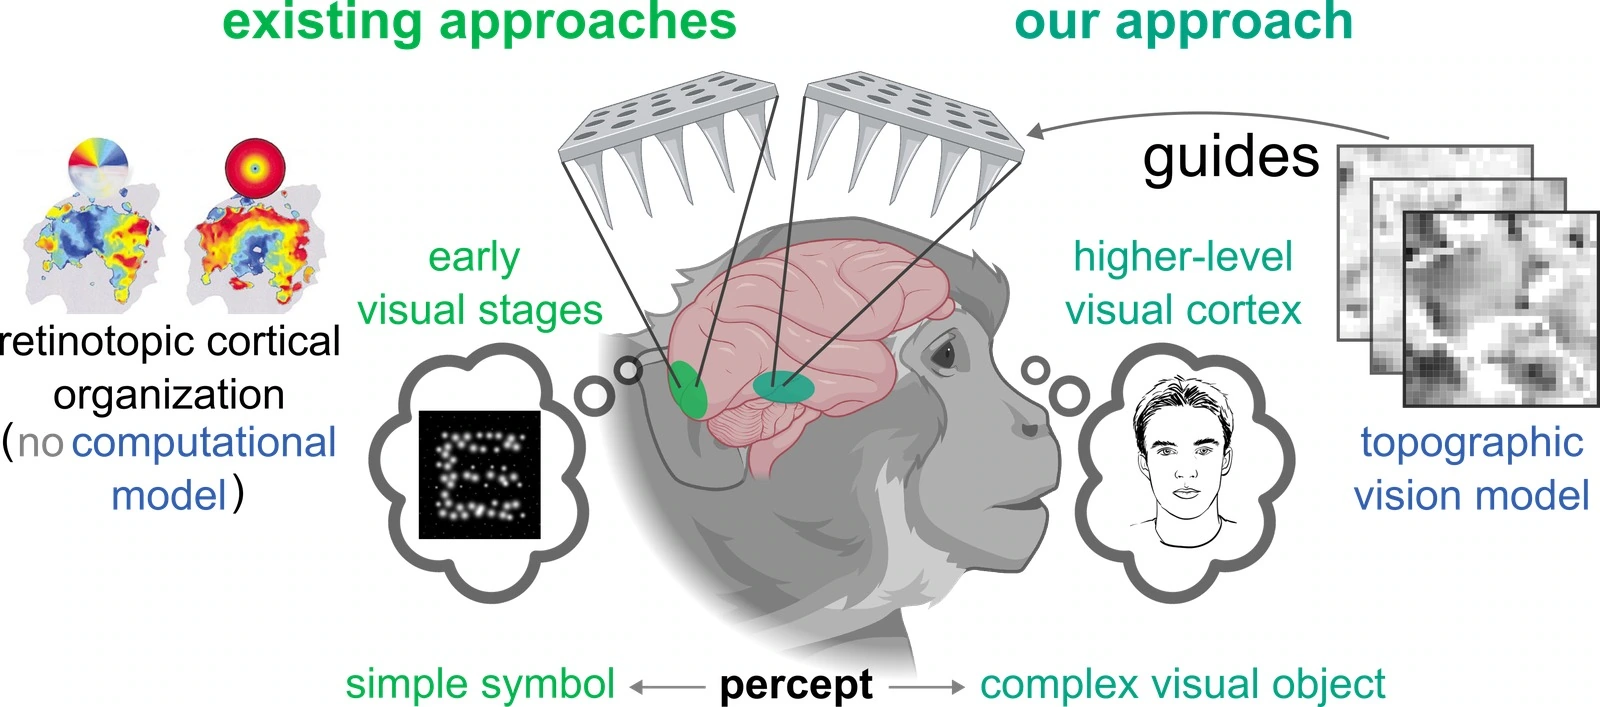 existing approaches
our approach
guides
early
visual stages
higher-level
visual cortex
retinotopic cortical
organization
(no computational
model)
E
topographic
vision model
simple symbol
percept
complex visual object